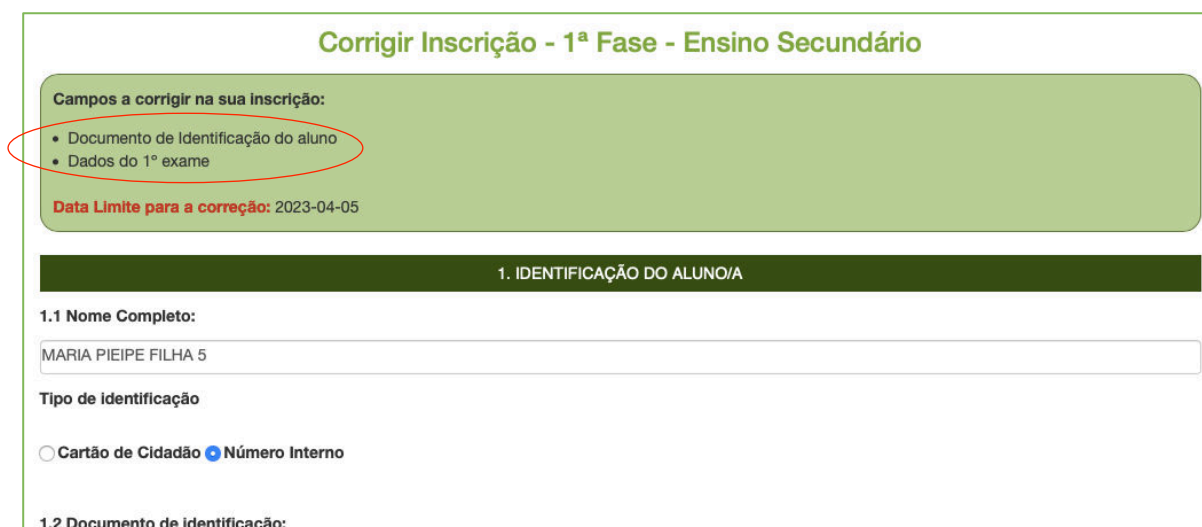 Corrigir Inscrição - 1ª Fase - Ensino Secundário
Campos a corrigir na sua inscrição:
• Documento de Identificação do aluno
• Dados do 1º exame
Data Limite para a correção: 2023-04-05
1. IDENTIFICAÇÃO DO ALUNO/A
1.1 Nome Completo:
MARIA PIEIPE FILHA 5
Tipo de identificação
Cartão de Cidadão Número Interno
1.2 Documento de identificação: